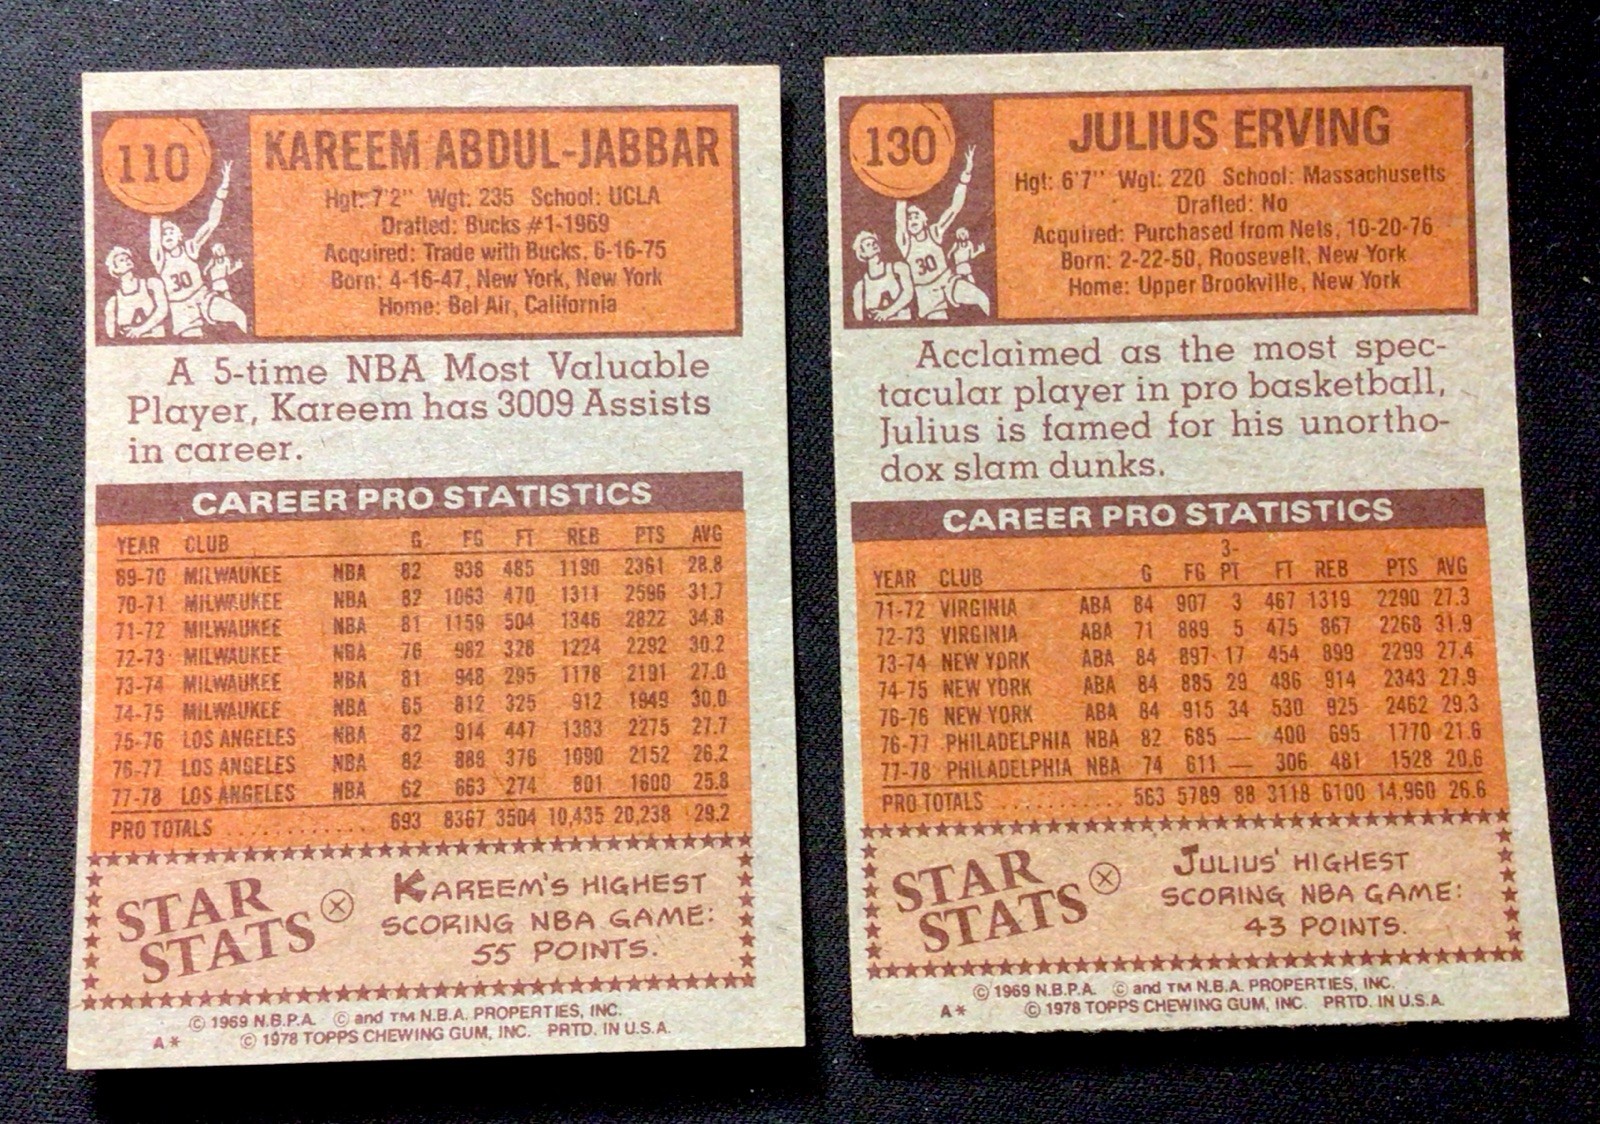 110
KAREEM ABDUL-JABBAR
Hgt: 7'2" Wgt: 235 School: UCLA
Drafted: Bucks #1-1969
Acquired: Trade with Bucks, 6-16-75
Born: 4-16-47, New York, New York
Home: Bel Air, California
30
A 5-time NBA Most Valuable
Player, Kareem has 3009 Assists
in career.
CAREER PRO STATISTICS
YEAR CLUB G FG FT REB PTS AVG
69-70 MILWAUKEE NBA 82 938 485 1190 2361 28.8
70-71 MILWAUKEE NBA 82 1063 470 1311 2596 31.7
71-72 MILWAUKEE NBA 81 1159 504 1346 2822 34.8
72-73 MILWAUKEE NBA 76 982 328 1224 2292 30.2
73-74 MILWAUKEE NBA 81 948 295 1178 2191 27.0
74-75 MILWAUKEE NBA 65 812 325 912 1949 30.0
75-76 LOS ANGELES NBA 82 914 447 1383 2275 27.7
76-77 LOS ANGELES NBA 82 888 376 1090 2152 26.2
77-78 LOS ANGELES NBA 62 663 274 801 1600 25.8
PRO TOTALS ............ 693 8367 3504 10,435 20,238 29.2
STAR STATS
KAREEM'S HIGHEST
SCORING NBA GAME:
55 POINTS.
© 1969 N.B.P.A. © and TM N.B.A. PROPERTIES, INC.
A* © 1978 TOPPS CHEWING GUM, INC. PRTD. IN U.S.A.
130
JULIUS ERVING
Hgt: 6'7" Wgt: 220 School: Massachusetts
Drafted: No
Acquired: Purchased from Nets, 10-20-76
Born: 2-22-50, Roosevelt, New York
Home: Upper Brookville, New York
30
Acclaimed as the most spec-
tacular player in pro basketball,
Julius is famed for his unortho-
dox slam dunks.
CAREER PRO STATISTICS
YEAR CLUB G FG 3-PT FT REB PTS AVG
71-72 VIRGINIA ABA 84 907 3 467 1319 2290 27.3
72-73 VIRGINIA ABA 71 889 5 475 867 2268 31.9
73-74 NEW YORK ABA 84 897 17 454 899 2299 27.4
74-75 NEW YORK ABA 84 885 29 486 914 2343 27.9
76-76 NEW YORK ABA 84 915 34 530 925 2462 29.3
76-77 PHILADELPHIA NBA 82 685 — 400 695 1770 21.6
77-78 PHILADELPHIA NBA 74 611 — 306 481 1528 20.6
PRO TOTALS ............ 563 5789 88 3118 6100 14,960 26.6
STAR STATS
JULIUS' HIGHEST
SCORING NBA GAME:
43 POINTS.
© 1969 N.B.P.A. © and TM N.B.A. PROPERTIES, INC.
A* © 1978 TOPPS CHEWING GUM, INC. PRTD. IN U.S.A.